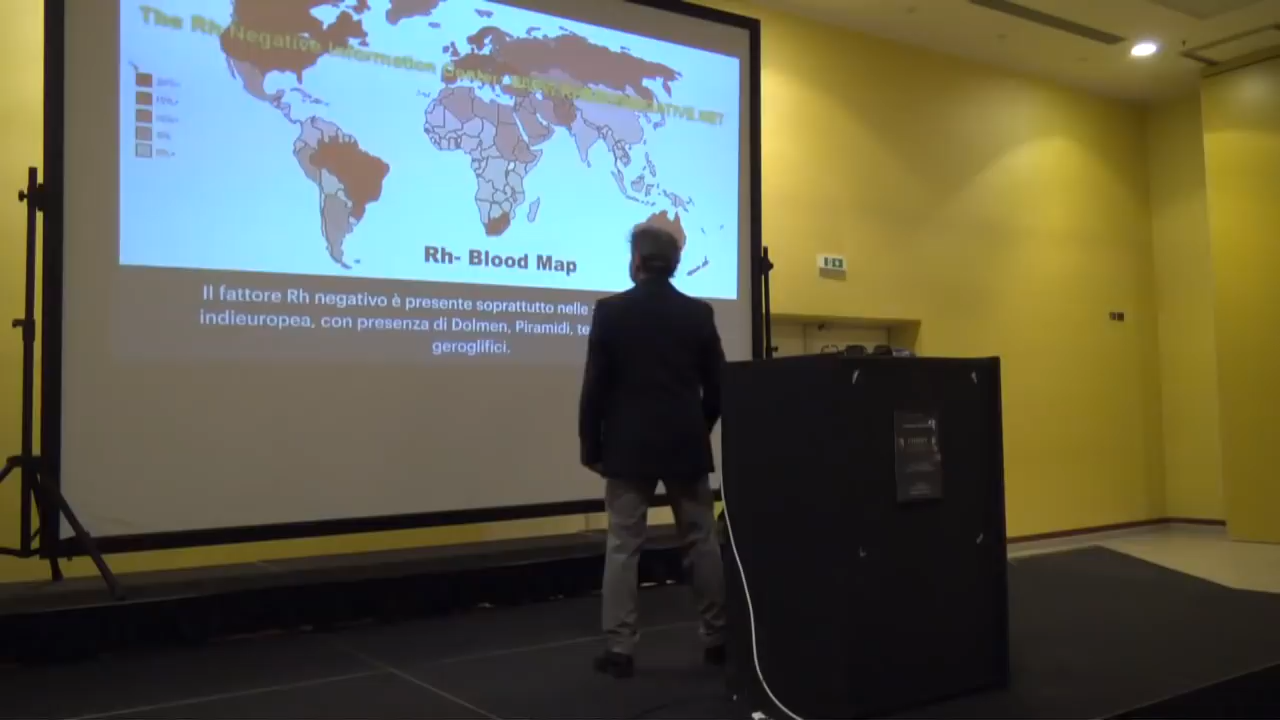 The Rh Negative Information Center
Rh- Blood Map
Il fattore Rh negativo è presente soprattutto nelle
indieuropea, con presenza di Dolmen, Piramidi, te
geroglifici,